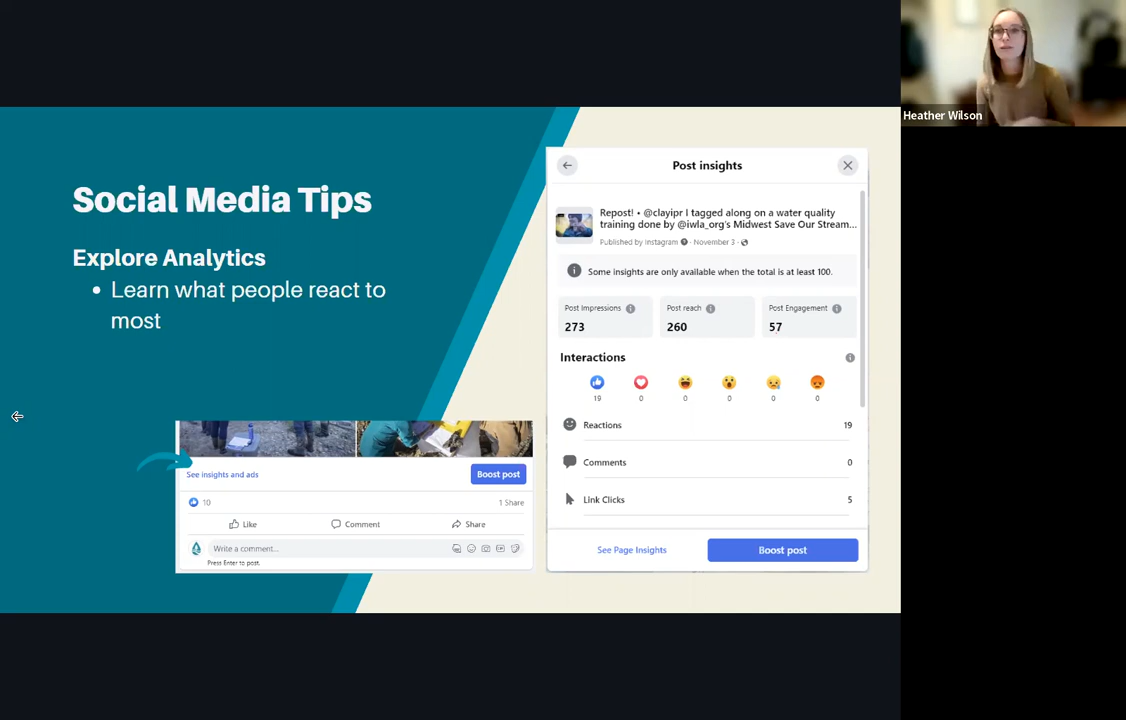 Heather Wilson
Social Media Tips
Explore Analytics
• Learn what people react to
most
See insights and ads
Boost post
10
1 Share
Like
Comment
Share
Write a comment...
GIF
Press Enter to post.
Post insights
Repost! • @clayipr I tagged along on a water quality
training done by @iwla_org's Midwest Save Our Stream...
Published by Instagram · November 3 ·
Some insights are only available when the total is at least 100.
Post Impressions
273
Post reach
260
Post Engagement
57
Interactions
19 0 0 0 0 0
Reactions 19
Comments 0
Link Clicks 5
See Page Insights
Boost post